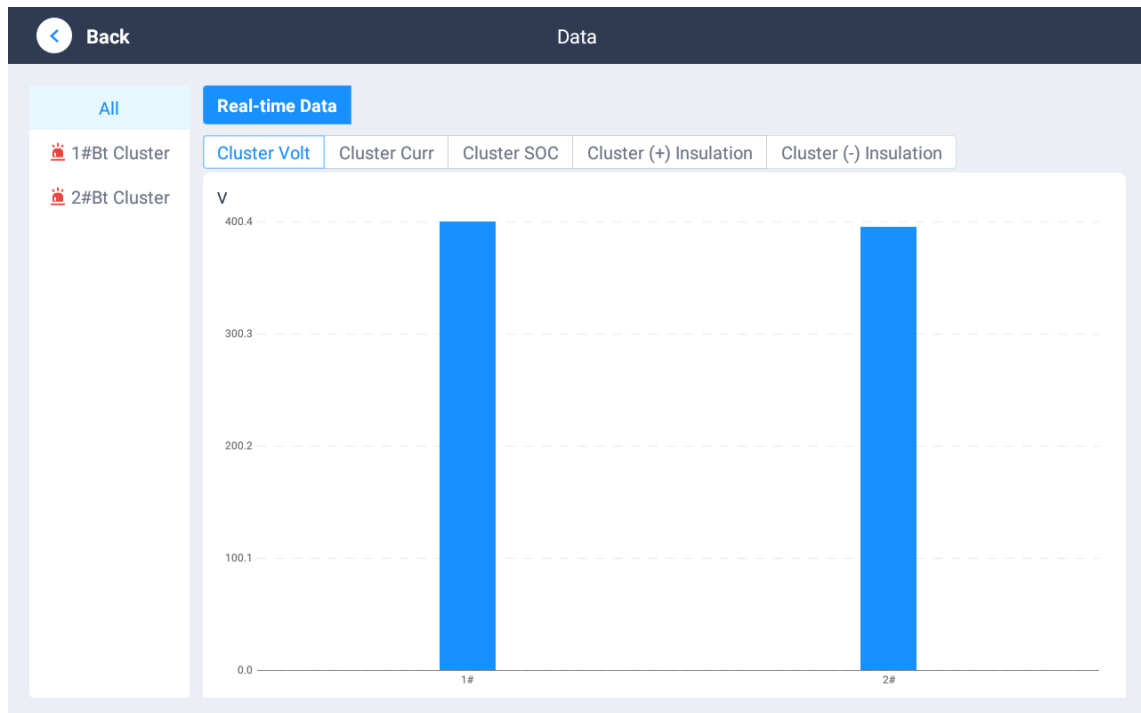 Back
Data
All
Real-time Data
1#Bt Cluster
Cluster Volt
Cluster Curr
Cluster SOC
Cluster (+) Insulation
Cluster (-) Insulation
2#Bt Cluster
V
400.4
300.3
200.2
100.1
0.0
1#
2#